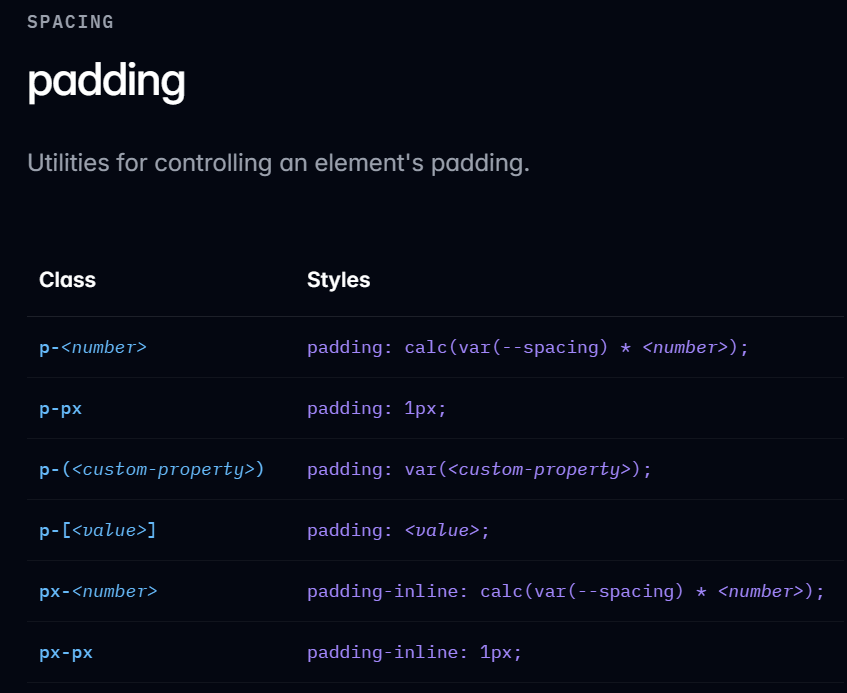 SPACING
padding
Utilities for controlling an element's padding.
Class Styles
p-<number> padding: calc(var(--spacing) * <number>);
p-px padding: 1px;
p-(<custom-property>) padding: var(<custom-property>);
p-[<value>] padding: <value>;
px-<number> padding-inline: calc(var(--spacing) * <number>);
px-px padding-inline: 1px;